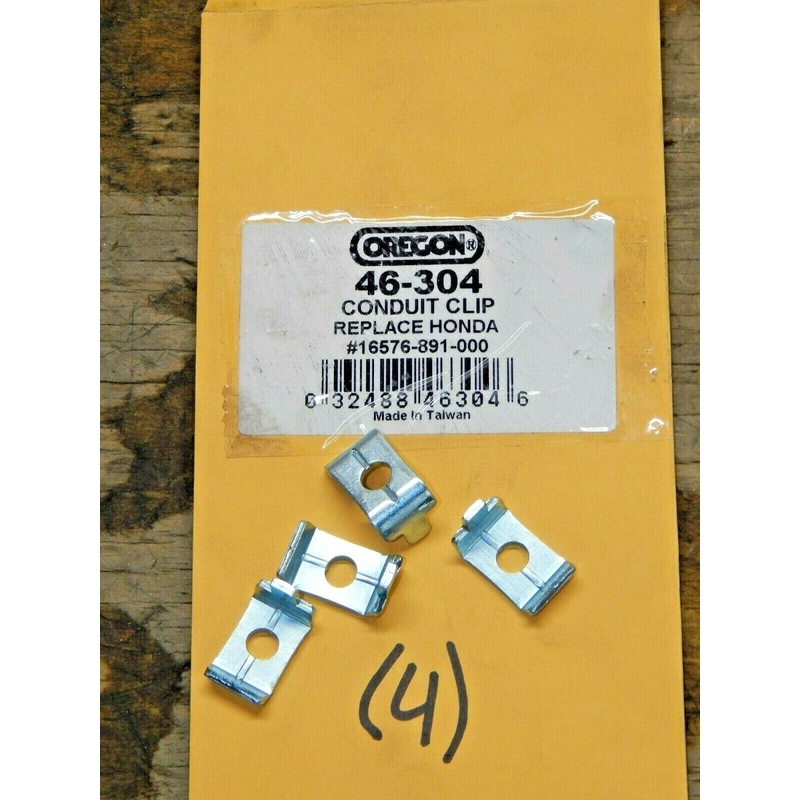 OREGON®
46-304
CONDUIT CLIP
REPLACE HONDA
#16576-891-000
0 32488 46304 6
Made In Taiwan
(4)